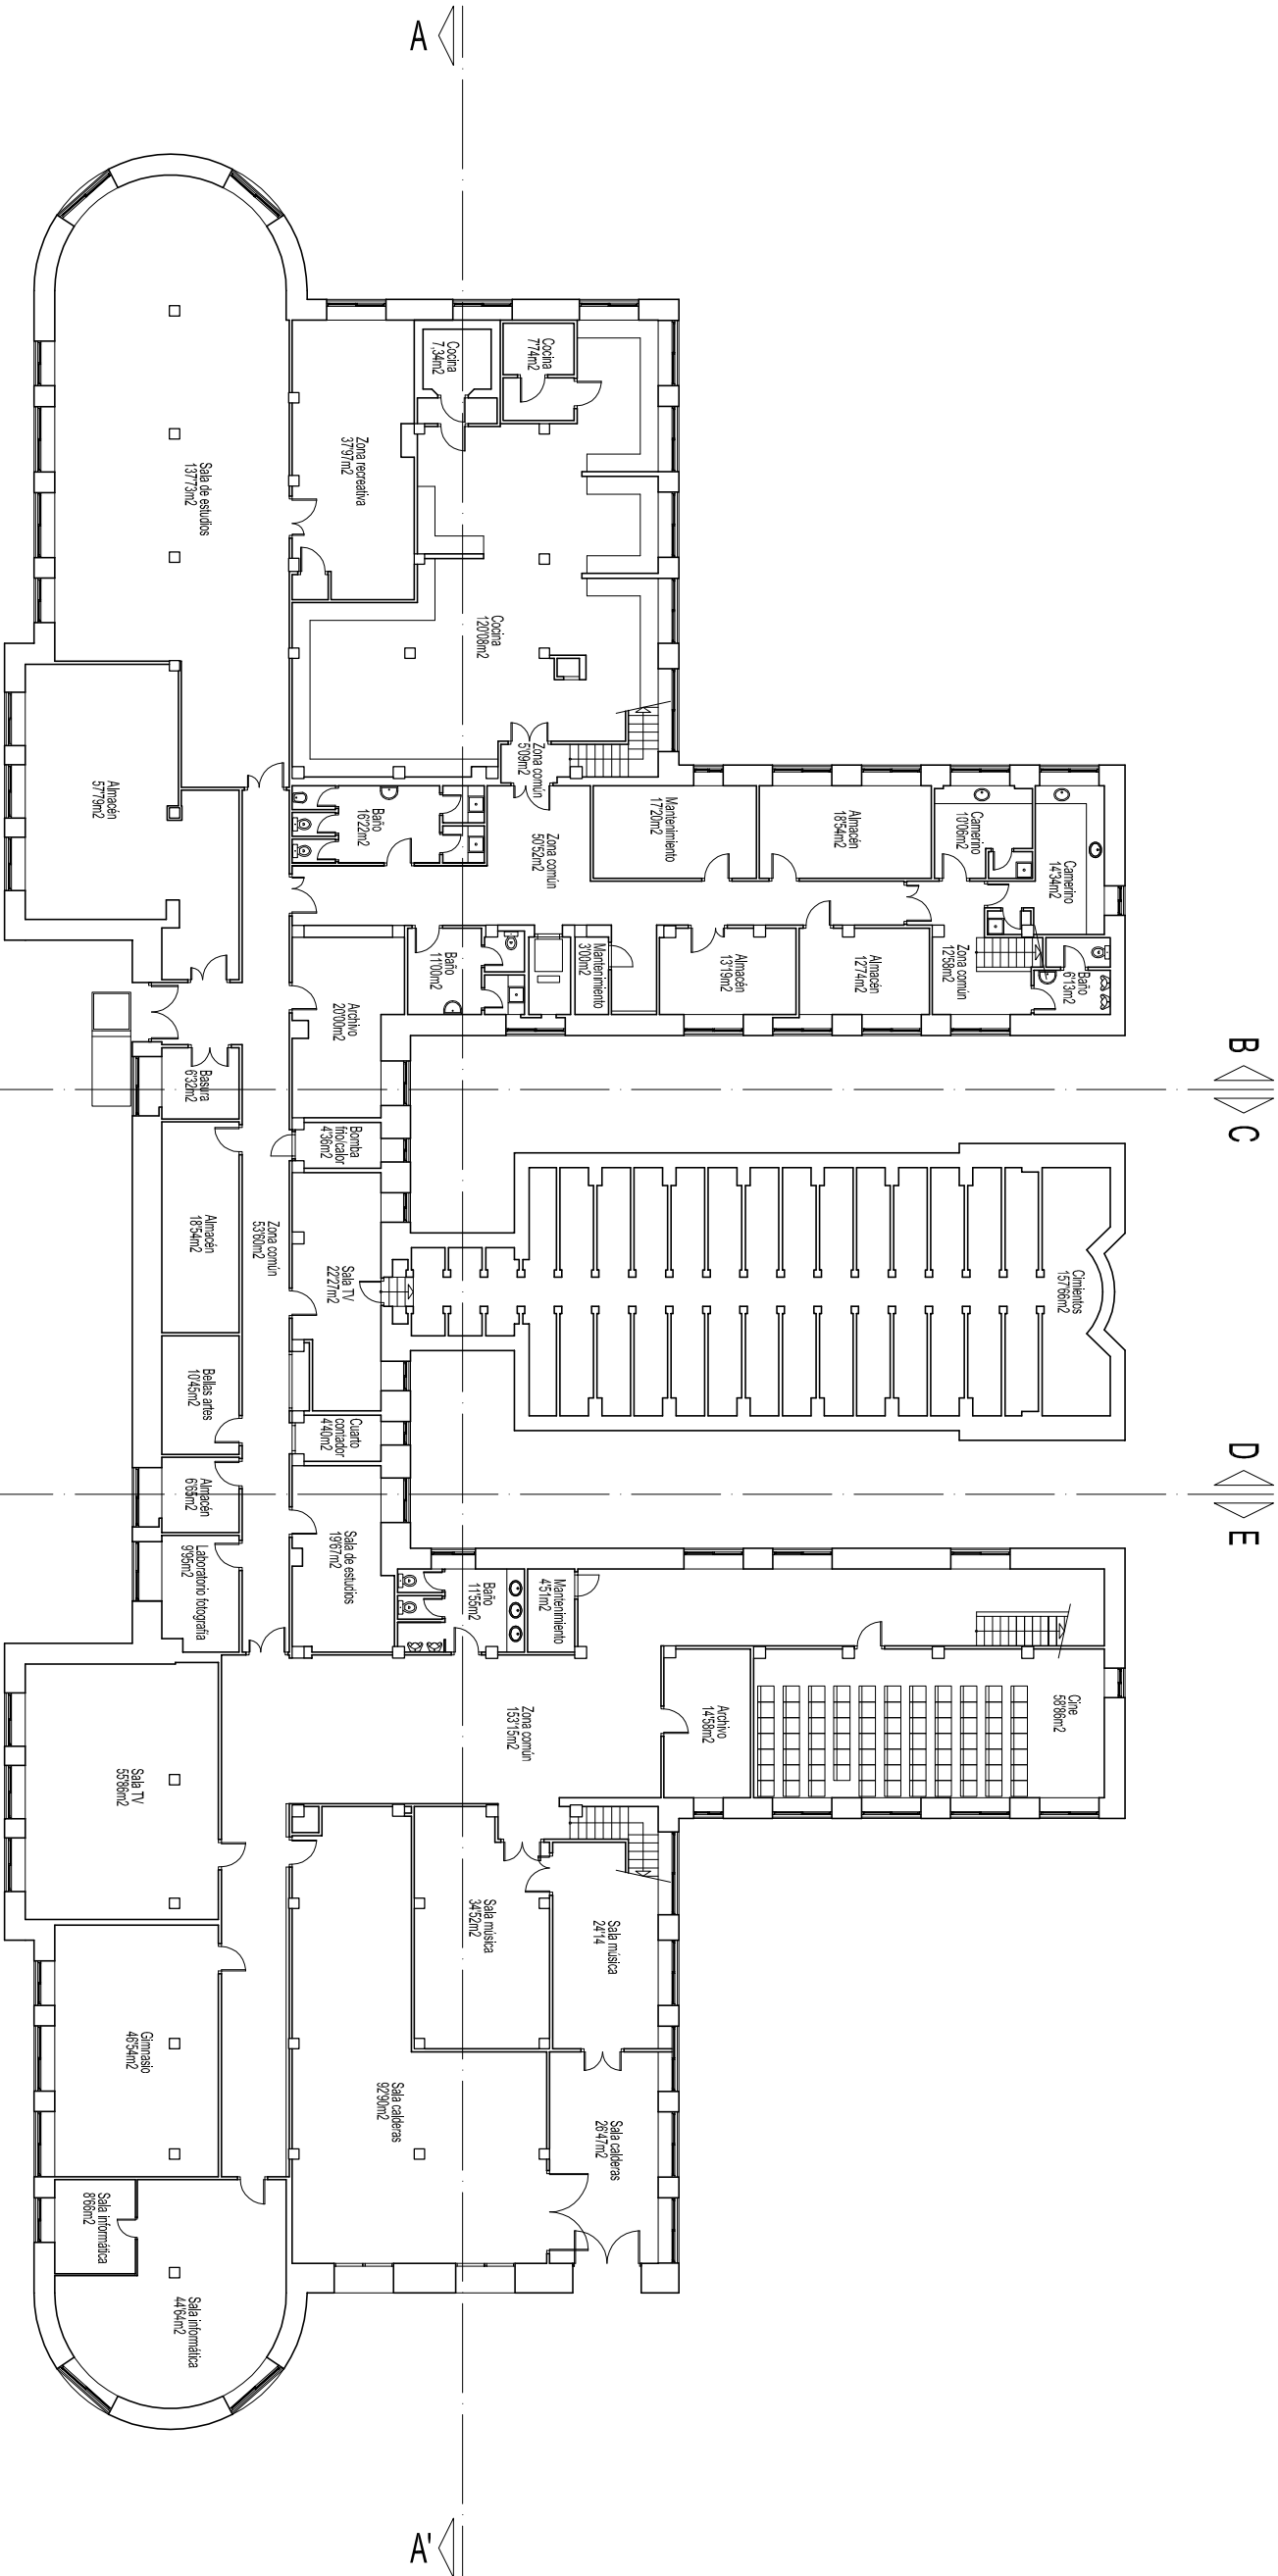 A
Sala de estudios
137'73m2
Almacén
57'79m2
Zona recreativa
37'97m2
Cocina
7,34m2
Cocina
7'74m2
Cocina
120'08m2
Zona común
5'09m2
Baño
16'22m2
Zona común
50'52m2
Mantenimiento
17'20m2
Almacén
18'54m2
Camerino
10'06m2
Camerino
14'34m2
Baño
6'13m2
Zona común
12'58m2
Almacén
12'74m2
Almacén
13'19m2
Mantenimiento
3'00m2
Baño
11'00m2
Archivo
20'00m2
Basura
6'32m2
B
C
Bomba
frio/calor
4'36m2
Almacén
18'54m2
Zona común
53'60m2
Sala TV
22'27m2
Cimientos
157'66m2
Bellas artes
10'45m2
Cuarto
contador
4'40m2
D
E
Almacén
6'65m2
Laboratorio fotografía
9'95m2
Sala de estudios
19'67m2
Baño
11'55m2
Mantenimiento
4'51m2
Zona común
153'15m2
Archivo
14'58m2
Cine
58'86m2
Sala TV
55'86m2
Sala música
34'52m2
Sala música
24'14
Gimnasio
46'54m2
Sala calderas
92'90m2
Sala calderas
26'47m2
Sala informática
8'66m2
Sala informática
44'64m2
A'